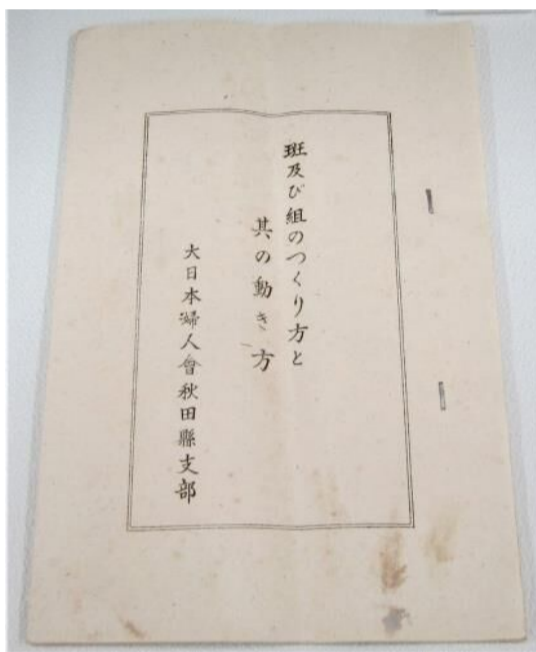 班及び組のつくり方と
其の動き方
大日本婦人會秋田縣支部